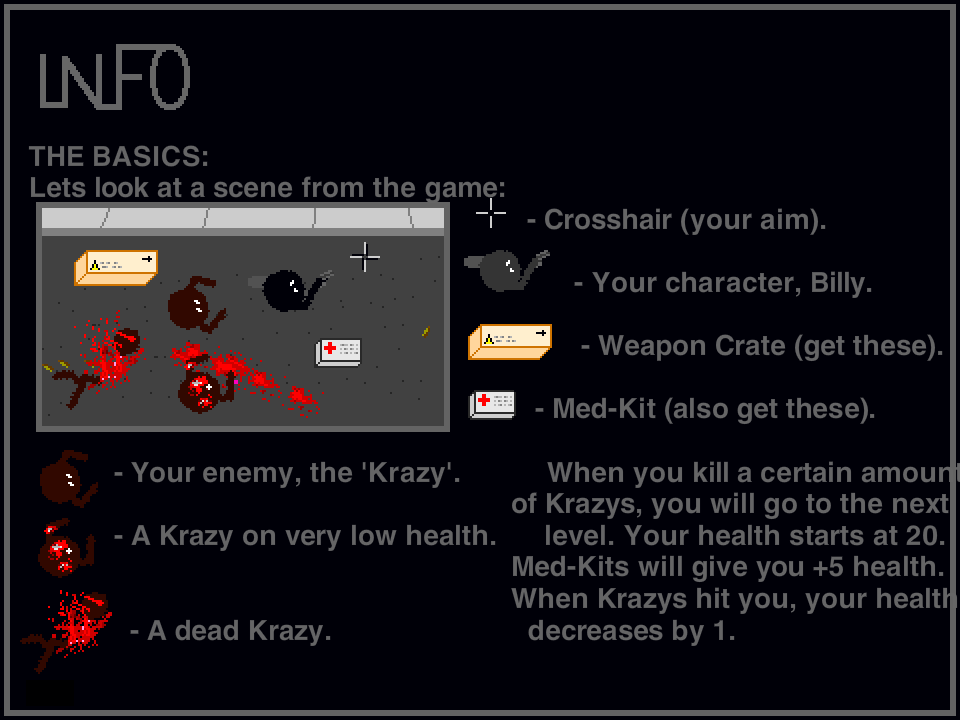 INFO
THE BASICS:
Lets look at a scene from the game:
- Crosshair (your aim).
- Your character, Billy.
- Weapon Crate (get these).
- Med-Kit (also get these).
- Your enemy, the 'Krazy'.
- A Krazy on very low health.
- A dead Krazy.
When you kill a certain amount
of Krazys, you will go to the next
level. Your health starts at 20.
Med-Kits will give you +5 health.
When Krazys hit you, your health
decreases by 1.